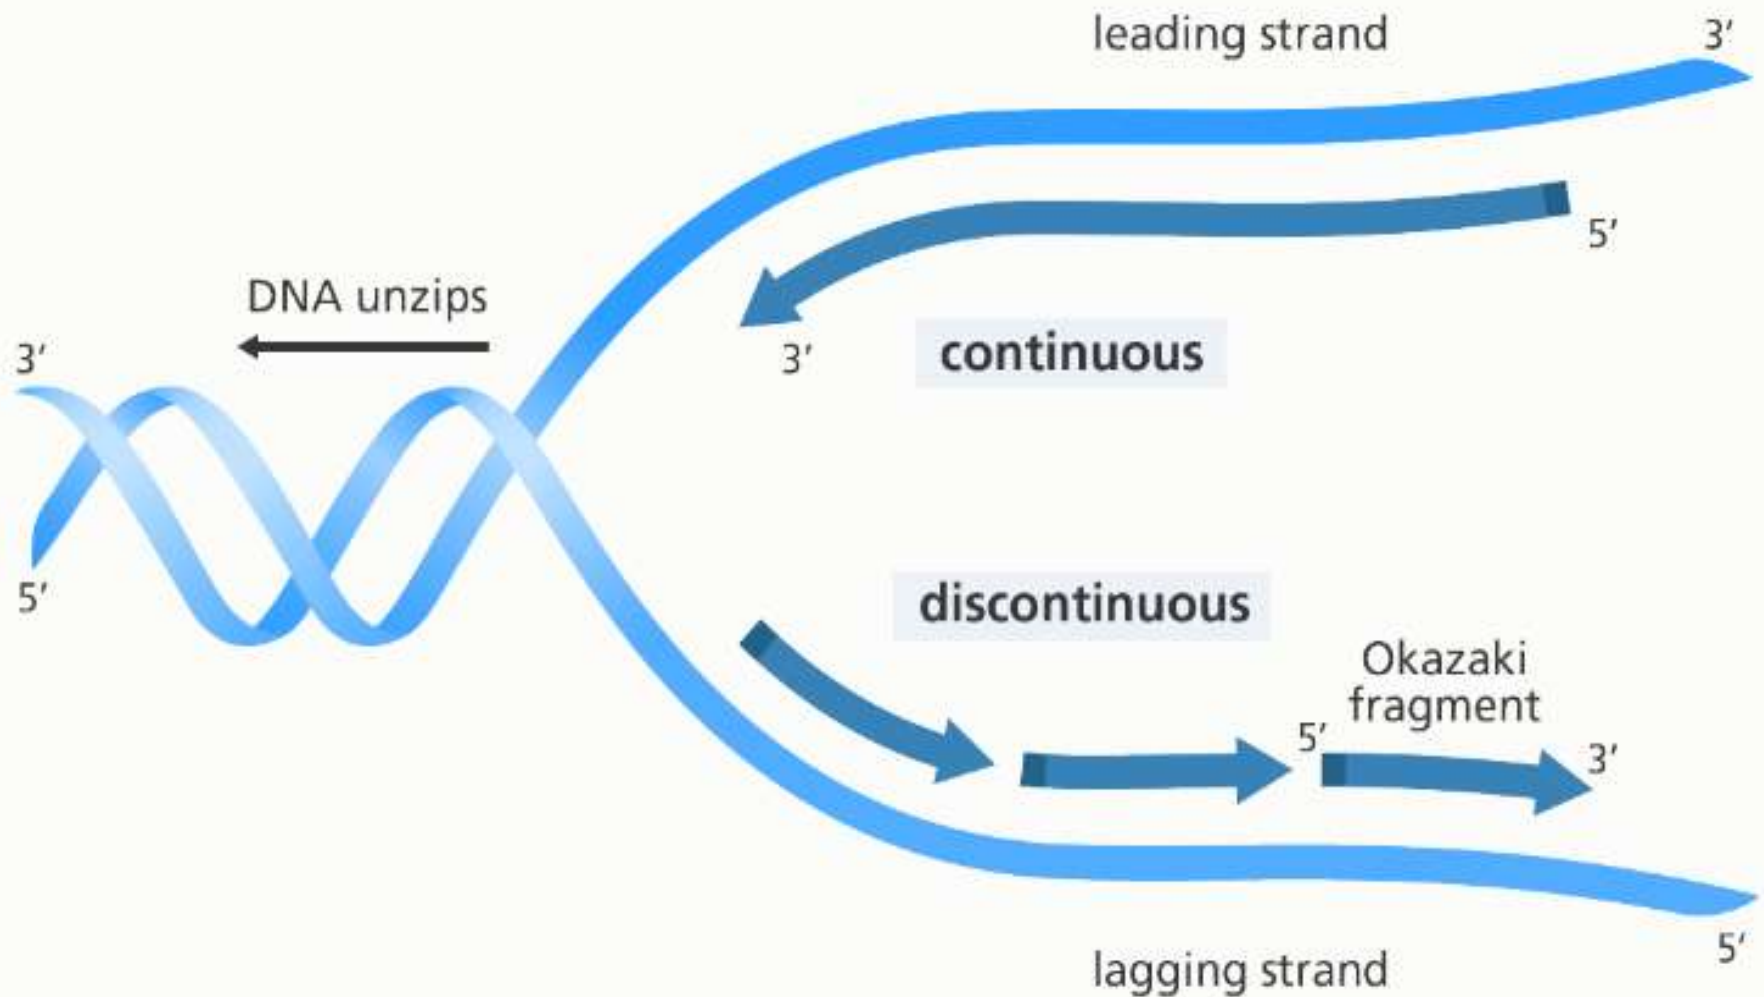 leading strand
3′
5′
DNA unzips
3′
3′
continuous
5′
discontinuous
Okazaki
fragment
5′
3′
5′
lagging strand